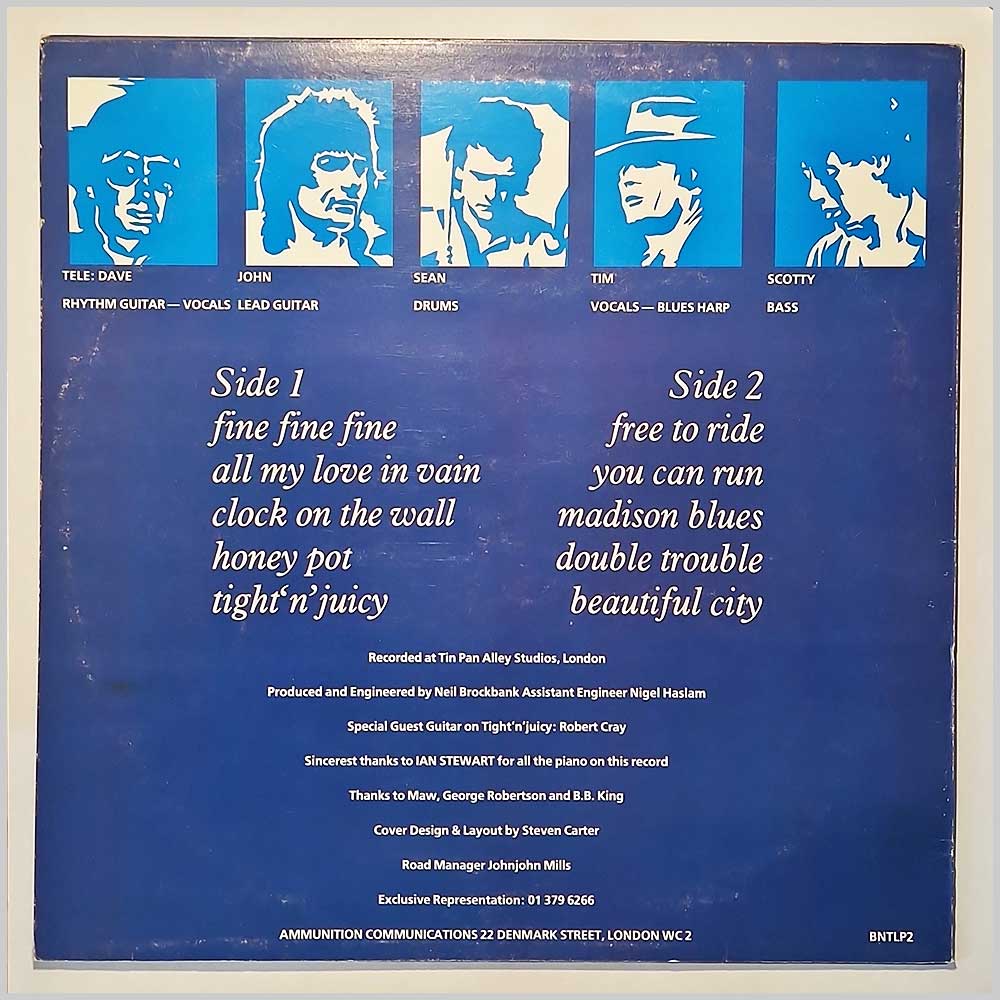 TELE: DAVE
RHYTHM GUITAR — VOCALS
JOHN
LEAD GUITAR
SEAN
DRUMS
TIM
VOCALS — BLUES HARP
SCOTTY
BASS
Side 1
fine fine fine
all my love in vain
clock on the wall
honey pot
tight‘n’juicy
Side 2
free to ride
you can run
madison blues
double trouble
beautiful city
Recorded at Tin Pan Alley Studios, London
Produced and Engineered by Neil Brockbank Assistant Engineer Nigel Haslam
Special Guest Guitar on Tight‘n’juicy: Robert Cray
Sincerest thanks to IAN STEWART for all the piano on this record
Thanks to Maw, George Robertson and B.B. King
Cover Design & Layout by Steven Carter
Road Manager Johnjohn Mills
Exclusive Representation: 01 379 6266
AMMUNITION COMMUNICATIONS 22 DENMARK STREET, LONDON WC2
BNTLP2